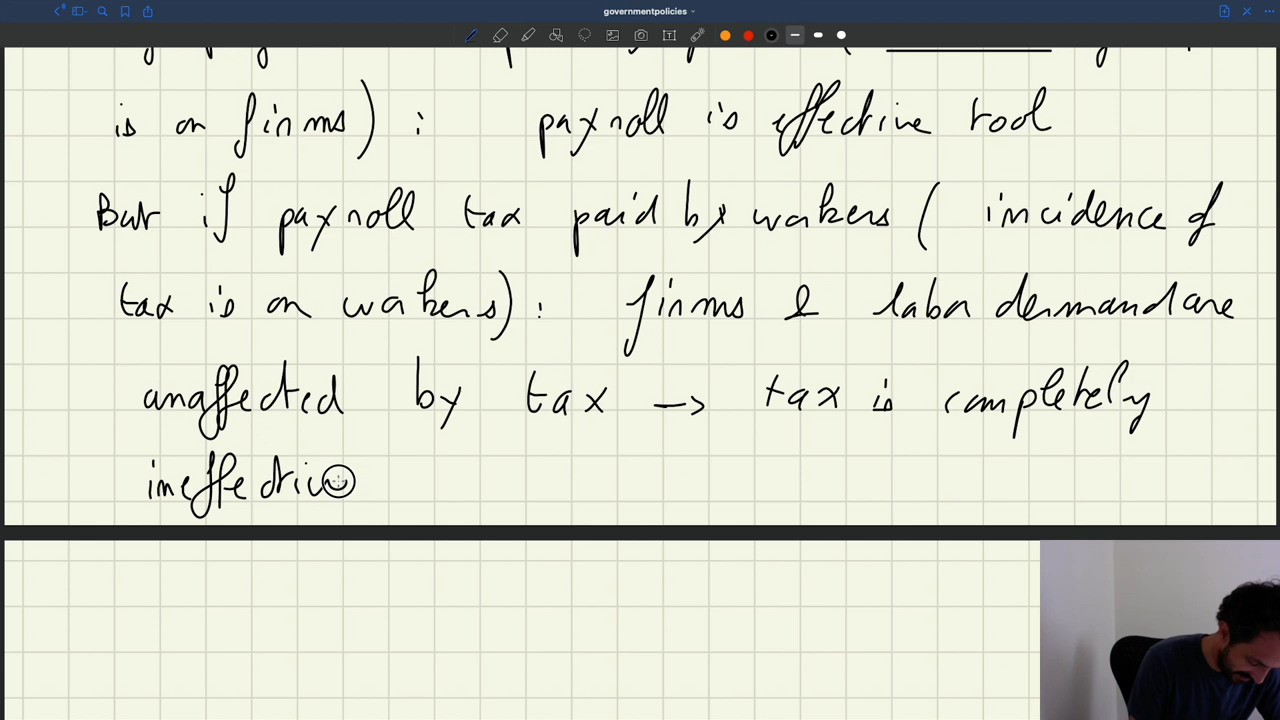 governmentpolicies
is on firms) : payroll is effective tool
But if payroll tax paid by workers ( incidence of
tax is on workers) : firms & labor demand are
unaffected by tax -> tax is completely
ineffective